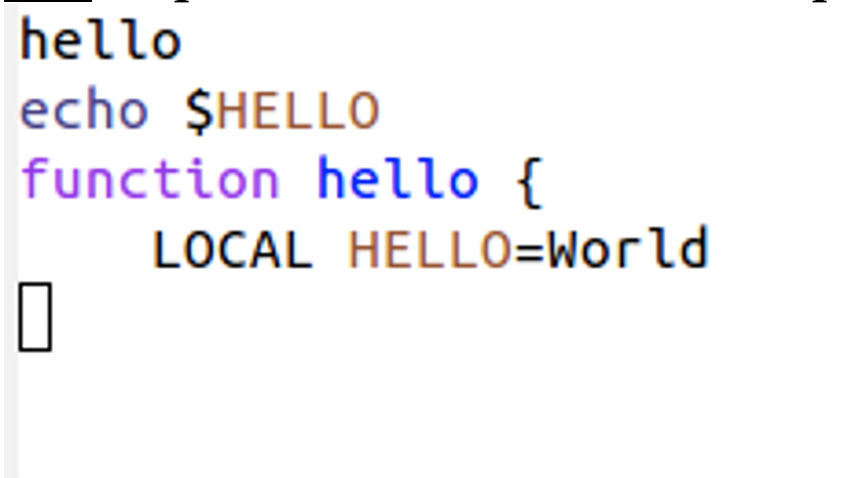 hello
echo $HELLO
function hello {
    LOCAL HELLO=World